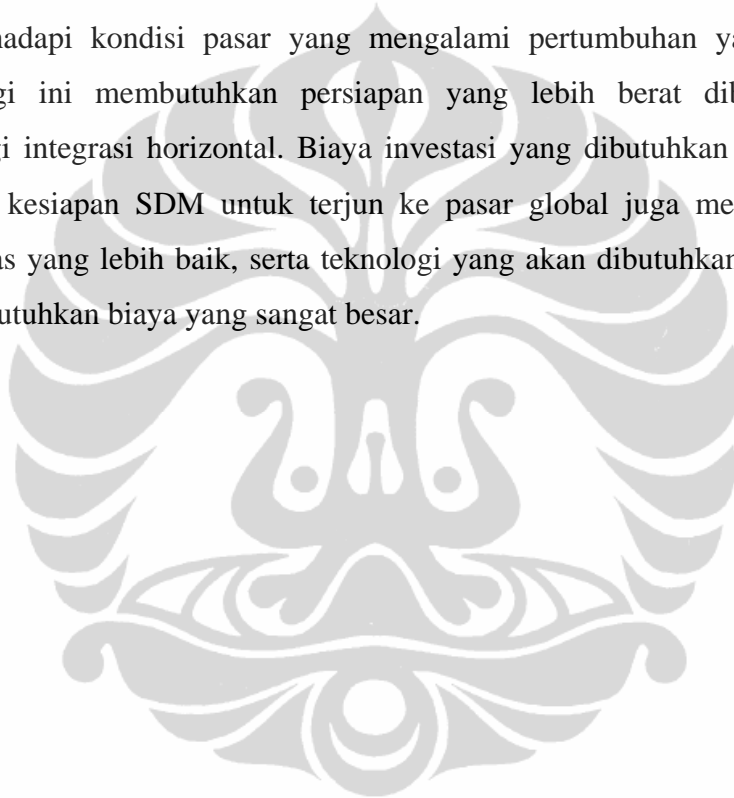 hadapi kondisi pasar yang mengalami pertumbuhan ya
gi ini membutuhkan persiapan yang lebih berat dib
i integrasi horizontal. Biaya investasi yang dibutuhkan
kesiapan SDM untuk terjun ke pasar global juga me
as yang lebih baik, serta teknologi yang akan dibutuhkan
utuhkan biaya yang sangat besar.